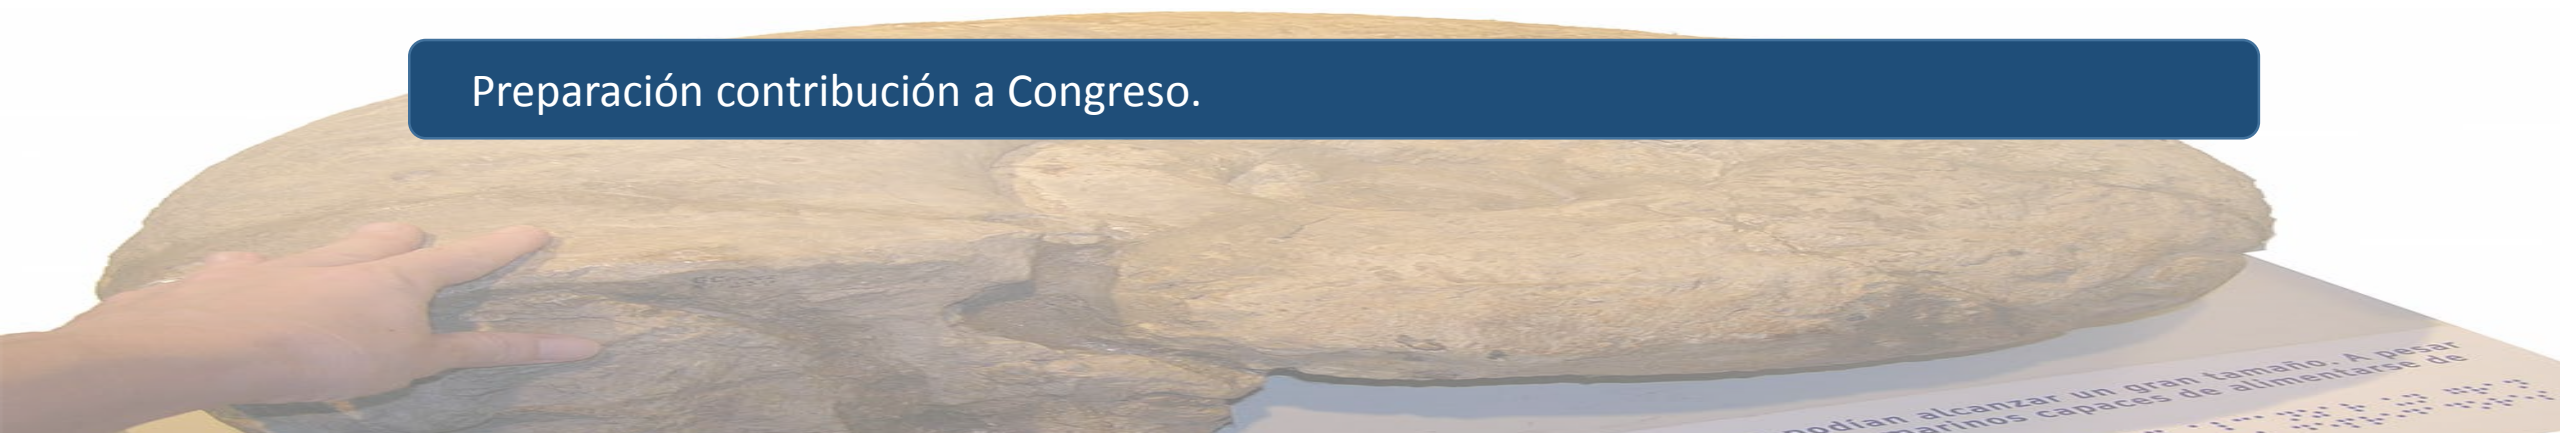 Preparación contribución a Congreso.
podían alcanzar un gran tamaño. A pesar
marinos capaces de alimentarse de